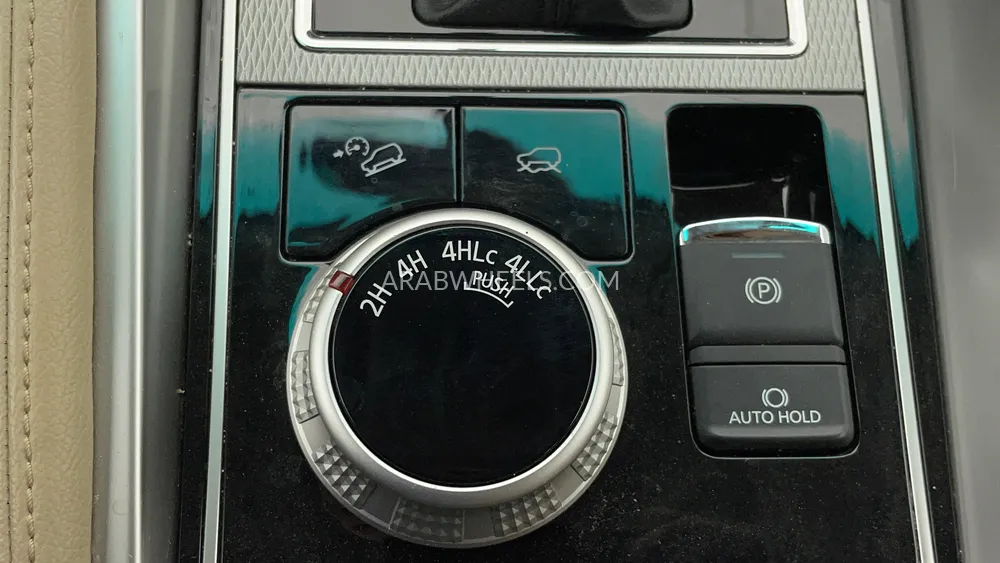 2H 4H 4HLc 4LLc
PUSH
ARABWHEELS.COM
P
AUTO HOLD